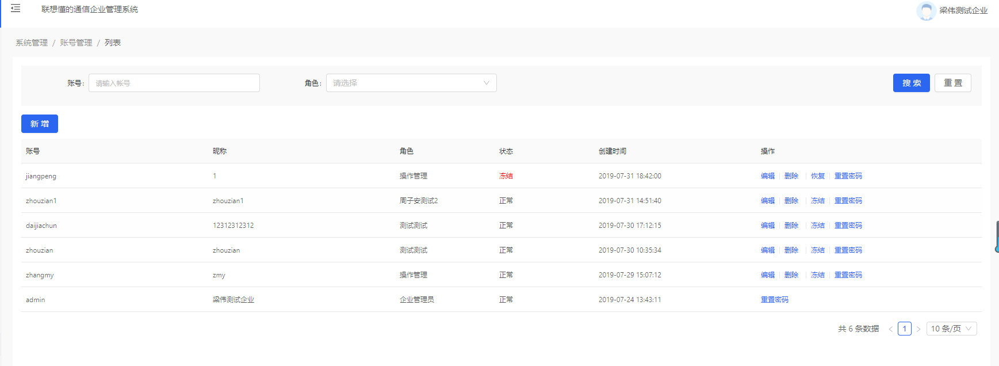 联想懂的通信企业管理系统
梁伟测试企业
系统管理 / 账号管理 / 列表
账号: 请输入帐号 角色: 请选择 搜 索 重 置
新 增
账号 昵称 角色 状态 创建时间 操作
jiangpeng 1 操作管理 冻结 2019-07-31 18:42:00 编辑 删除 恢复 重置密码
zhouzian1 zhouzian1 周子安测试2 正常 2019-07-31 14:51:40 编辑 删除 冻结 重置密码
daijiachun 12312312312 测试测试 正常 2019-07-30 17:12:15 编辑 删除 冻结 重置密码
zhouzian zhouzian 测试测试 正常 2019-07-30 10:35:34 编辑 删除 冻结 重置密码
zhangmy zmy 操作管理 正常 2019-07-29 15:07:12 编辑 删除 冻结 重置密码
admin 梁伟测试企业 企业管理员 正常 2019-07-24 13:43:11 重置密码
共 6 条数据 < 1 > 10 条/页